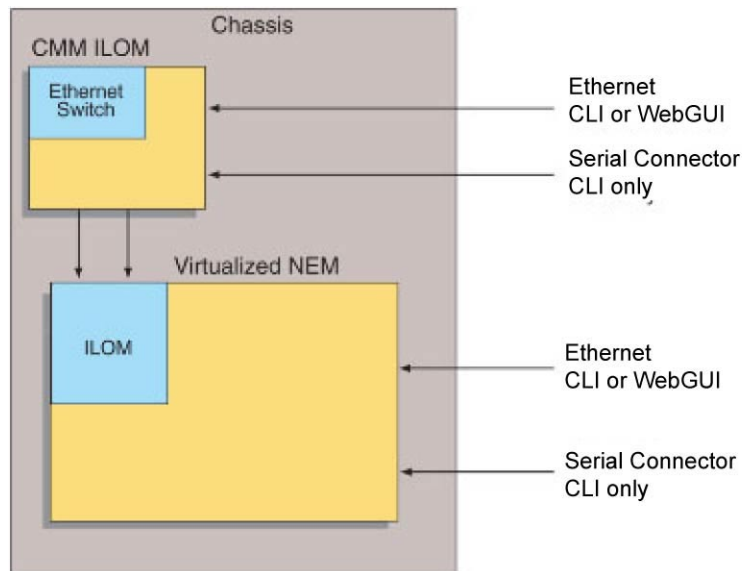 Chassis
CMM ILOM
Ethernet
Switch
Ethernet
CLI or WebGUI
Serial Connector
CLI only
Virtualized NEM
ILOM
Ethernet
CLI or WebGUI
Serial Connector
CLI only